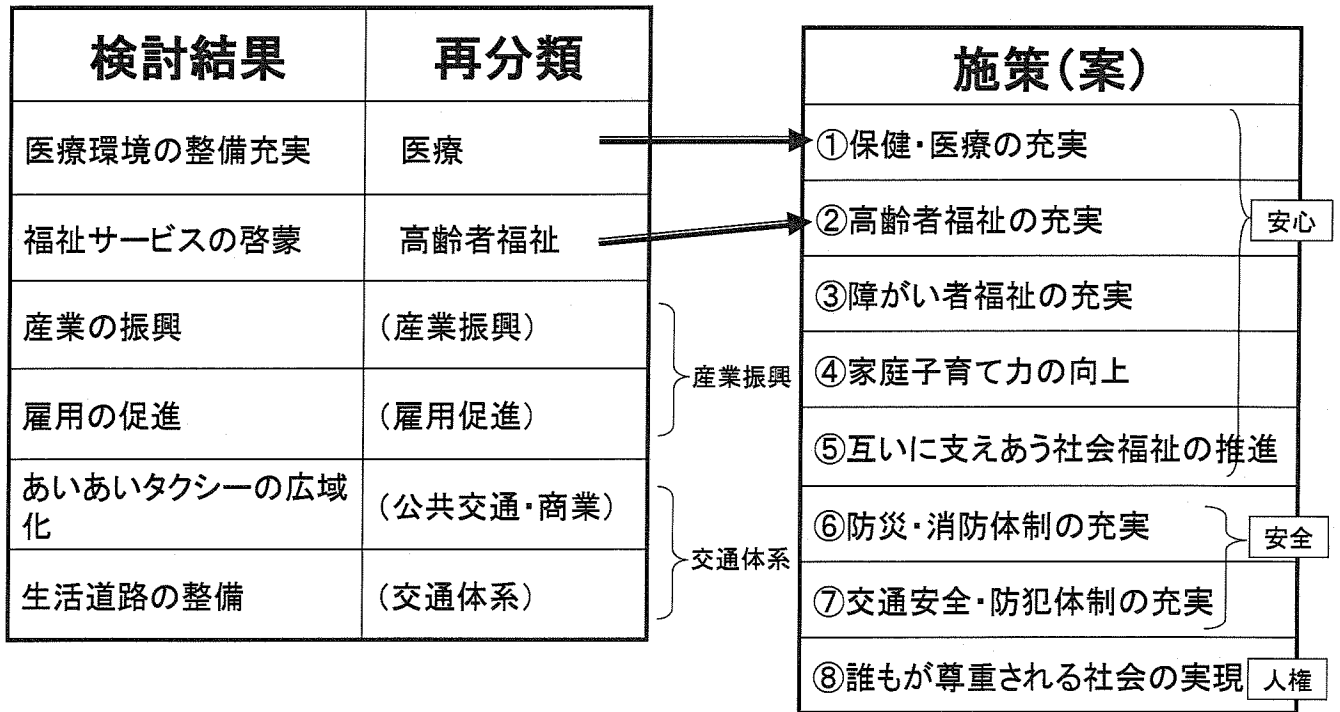 検討結果
再分類
医療環境の整備充実
医療
福祉サービスの啓蒙
高齢者福祉
産業の振興
(産業振興)
雇用の促進
(雇用促進)
産業振興
あいあいタクシーの広域
化
(公共交通・商業)
生活道路の整備
(交通体系)
交通体系
施策(案)
①保健・医療の充実
②高齢者福祉の充実
③障がい者福祉の充実
④家庭子育て力の向上
⑤互いに支えあう社会福祉の推進
安心
⑥防災・消防体制の充実
⑦交通安全・防犯体制の充実
安全
⑧誰もが尊重される社会の実現
人権